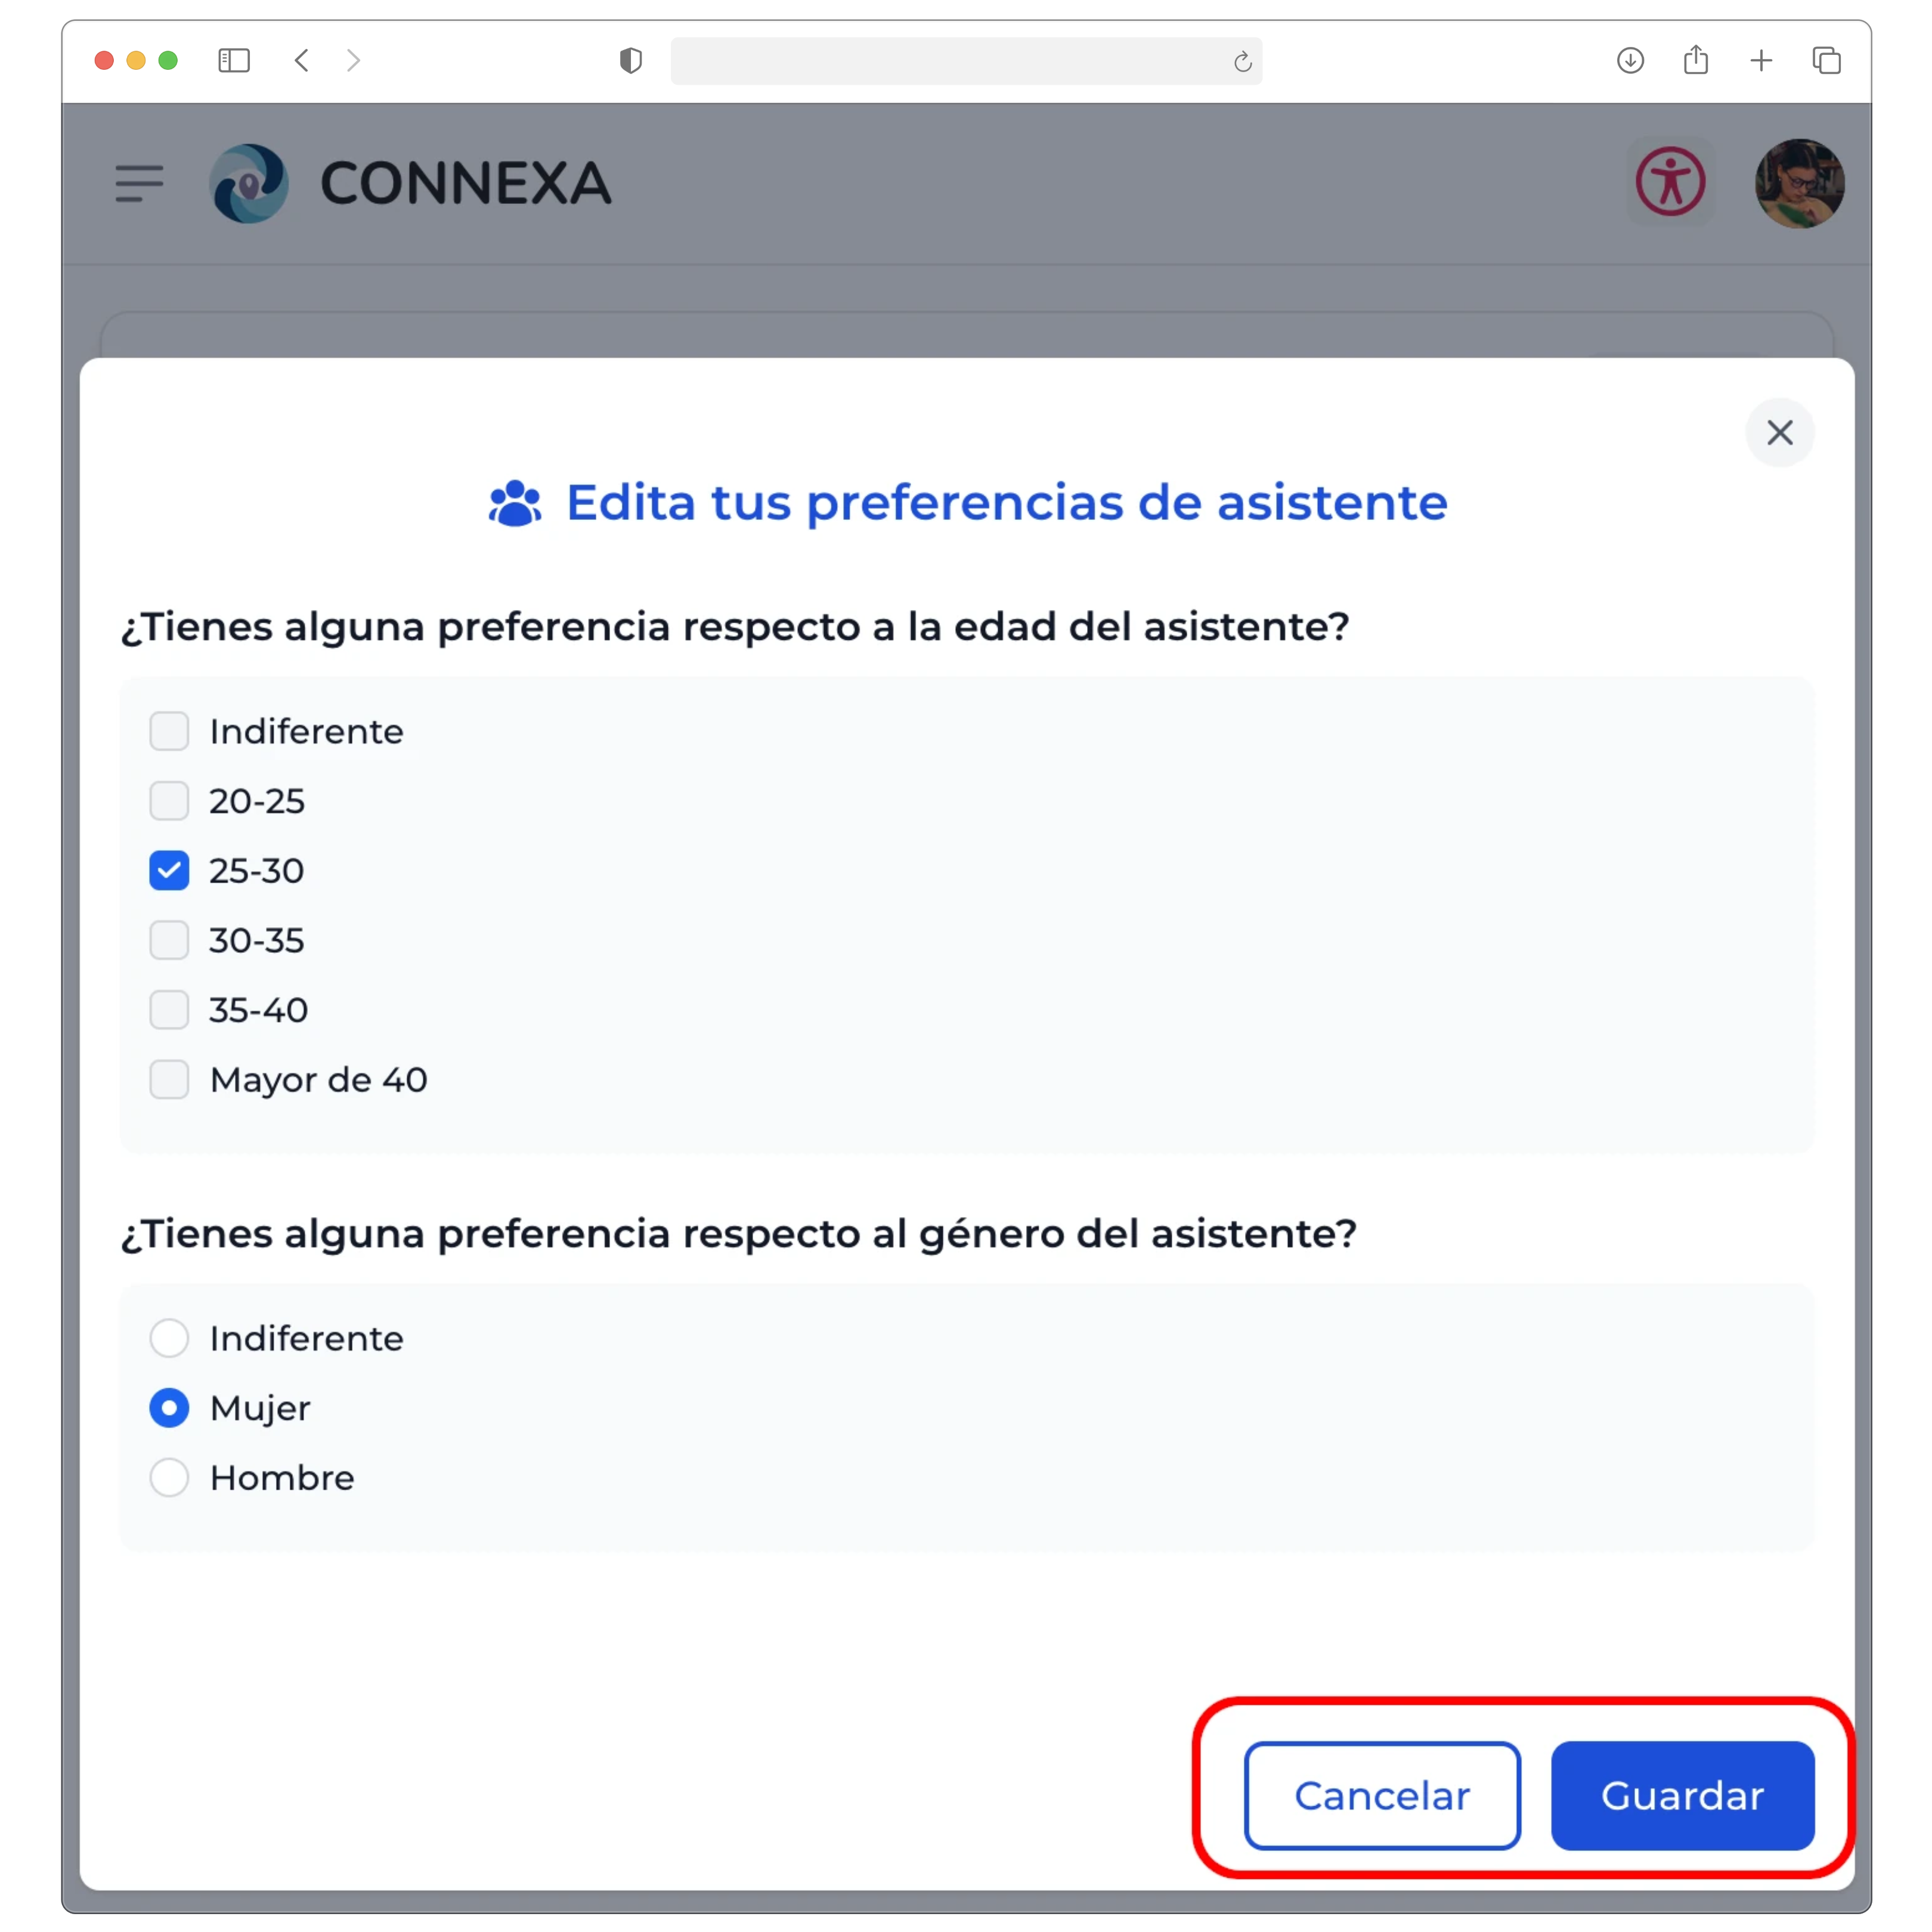 CONNEXA
Edita tus preferencias de asistente
¿Tienes alguna preferencia respecto a la edad del asistente?
Indiferente
20-25
25-30
30-35
35-40
Mayor de 40
¿Tienes alguna preferencia respecto al género del asistente?
Indiferente
Mujer
Hombre
Cancelar
Guardar